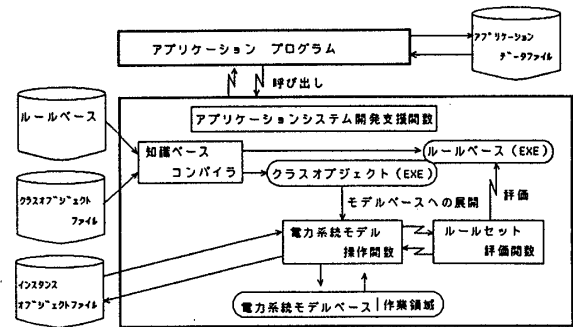 アプリケーション プログラム
アプリケーション
データファイル
呼び出し
アプリケーションシステム開発支援関数
ルールベース
知識ベース
コンパイラ
ルールベース(EXE)
クラスオブジェクト(EXE)
クラスオブジェクト
ファイル
モデルベースへの展開
評価
電力系統モデル
操作関数
ルールセット
評価関数
インスタンス
オブジェクトファイル
電力系統モデルベース|作業領域